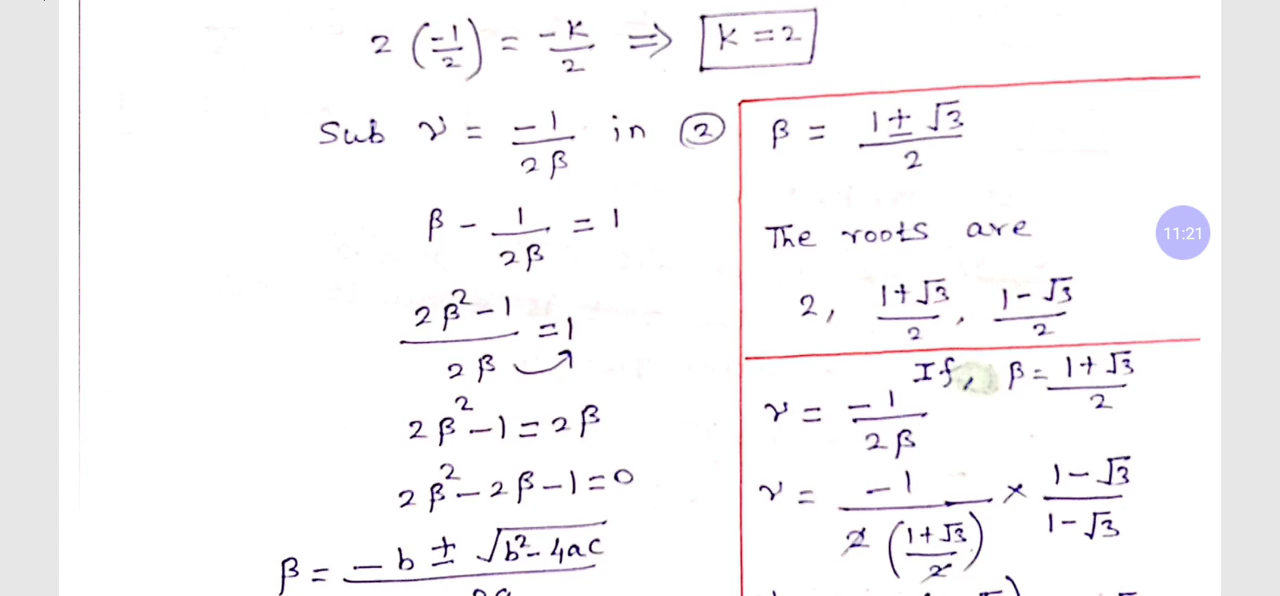 2 (-1/2) = -K/2 ⇒ K = 2
Sub γ = -1/2β in ②
β - 1/2β = 1
2β² - 1 / 2β = 1
2β² - 1 = 2β
2β² - 2β - 1 = 0
β = -b ± √b² - 4ac
β = 1 ± √3 / 2
The roots are
2, 1 + √3 / 2, 1 - √3 / 2
If, β = 1 + √3 / 2
γ = -1/2β
γ = -1 / 2 (1 + √3 / 2) × 1 - √3 / 1 - √3
11:21